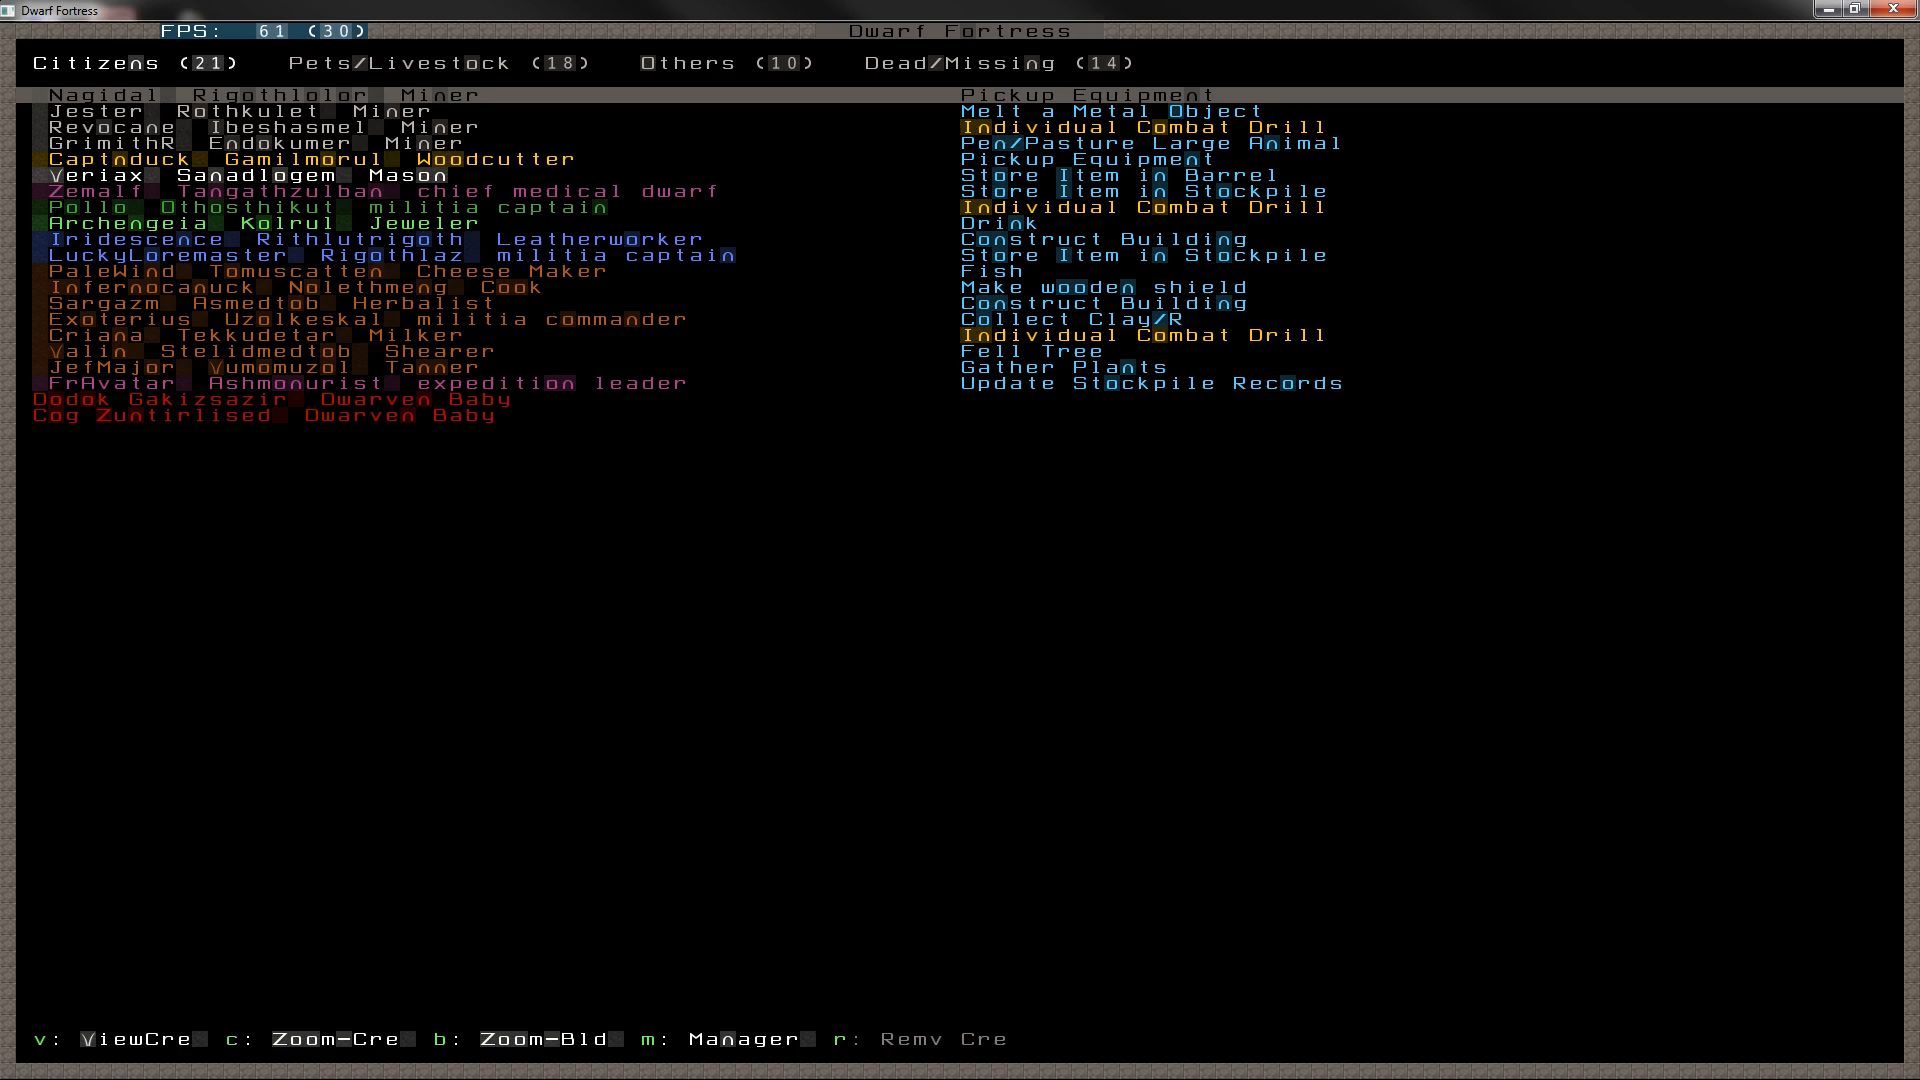 Dwarf Fortress
FPS: 61 (30) Dwarf Fortress
Citizens (21) Pets/Livestock (18) Others (10) Dead/Missing (14)
Nagidal Rigothlolor Miner Pickup Equipment
Jester Rothkulet Miner Melt a Metal Object
Revocane Ibeshasmel Miner Individual Combat Drill
GrimithR Endokumer Miner Pen/Pasture Large Animal
Captnduck Gamilmorul Woodcutter Pickup Equipment
Veriax Sanadlogem Mason Store Item in Barrel
Zemalf Tangathzulban chief medical dwarf Store Item in Stockpile
Pollo Othosthikut militia captain Individual Combat Drill
Archengeia Kolrul Jeweler Drink
Iridescence Rithlutrigoth Leatherworker Construct Building
LuckyLoremaster Rigothlaz militia captain Store Item in Stockpile
PaleWind Tomuscatten Cheese Maker Fish
Infernocanuck Nolethmeng Cook Make wooden shield
Sargazm Asmedtob Herbalist Construct Building
Exoterius Uzolkeskal militia commander Collect Clay/R
Criana Tekkudetar Milker Individual Combat Drill
Valin Stelidmedtob Shearer Fell Tree
JefMajor Vumomuzol Tanner Gather Plants
FrAvatar Ashmonurist expedition leader Update Stockpile Records
Dodok Gakizsazir Dwarven Baby
Cog Zuntirlised Dwarven Baby
v: ViewCre c: Zoom-Cre b: Zoom-Bld m: Manager r: Remv Cre